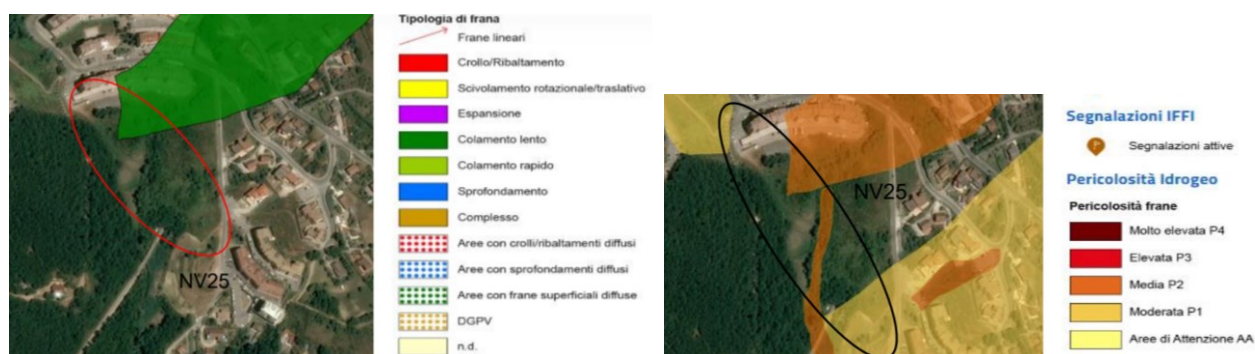 NV25
Tipologia di frana
Frane lineari
Crollo/Ribaltamento
Scivolamento rotazionale/traslativo
Espansione
Colamento lento
Colamento rapido
Sprofondamento
Complesso
Aree con crolli/ribaltamenti diffusi
Aree con sprofondamenti diffusi
Aree con frane superficiali diffuse
DGPV
n.d.
NV25
Segnalazioni IFFI
P
Segnalazioni attive
Pericolosità Idrogeo
Pericolosità frane
Molto elevata P4
Elevata P3
Media P2
Moderata P1
Aree di Attenzione AA